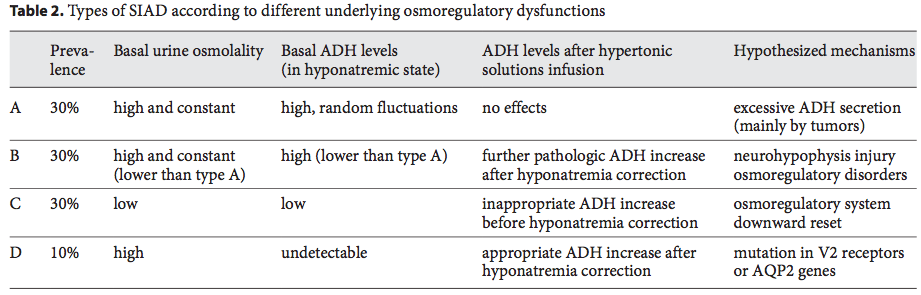 Table 2. Types of SIAD according to different underlying osmoregulatory dysfunctions
Preva- Basal urine osmolality Basal ADH levels ADH levels after hypertonic Hypothesized mechanisms
lence (in hyponatremic state) solutions infusion
A 30% high and constant high, random fluctuations no effects excessive ADH secretion
(mainly by tumors)
B 30% high and constant high (lower than type A) further pathologic ADH increase neurohypophysis injury
(lower than type A) after hyponatremia correction osmoregulatory disorders
C 30% low low inappropriate ADH increase osmoregulatory system
before hyponatremia correction downward reset
D 10% high undetectable appropriate ADH increase after mutation in V2 receptors
hyponatremia correction or AQP2 genes